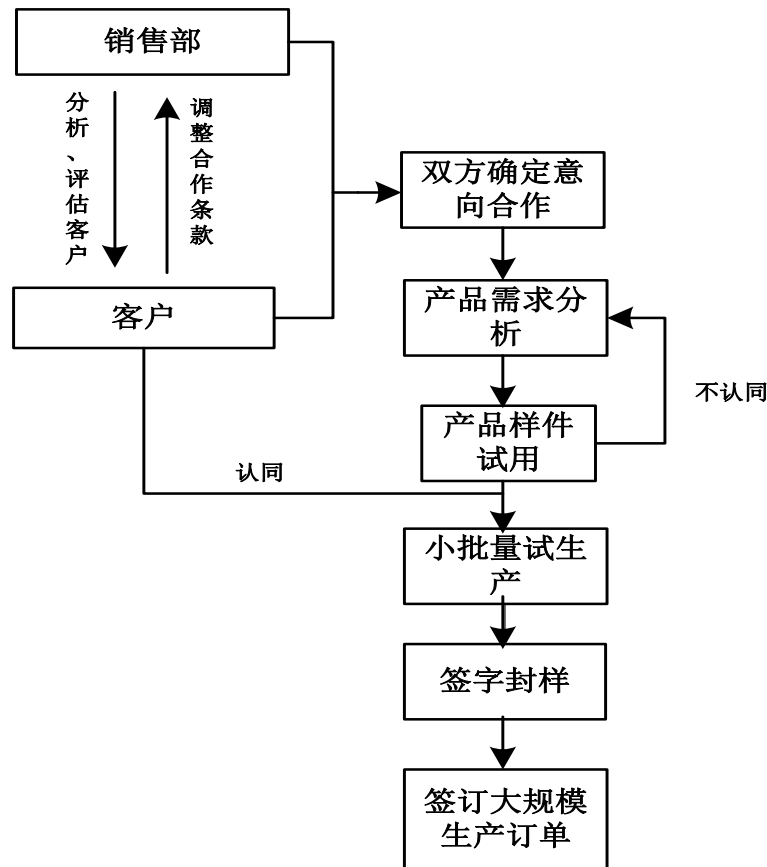 销售部
分析、评估客户
调整合作条款
双方确定意
向合作
客户
产品需求分
析
不认同
产品样件
试用
认同
小批量试生
产
签字封样
签订大规模
生产订单